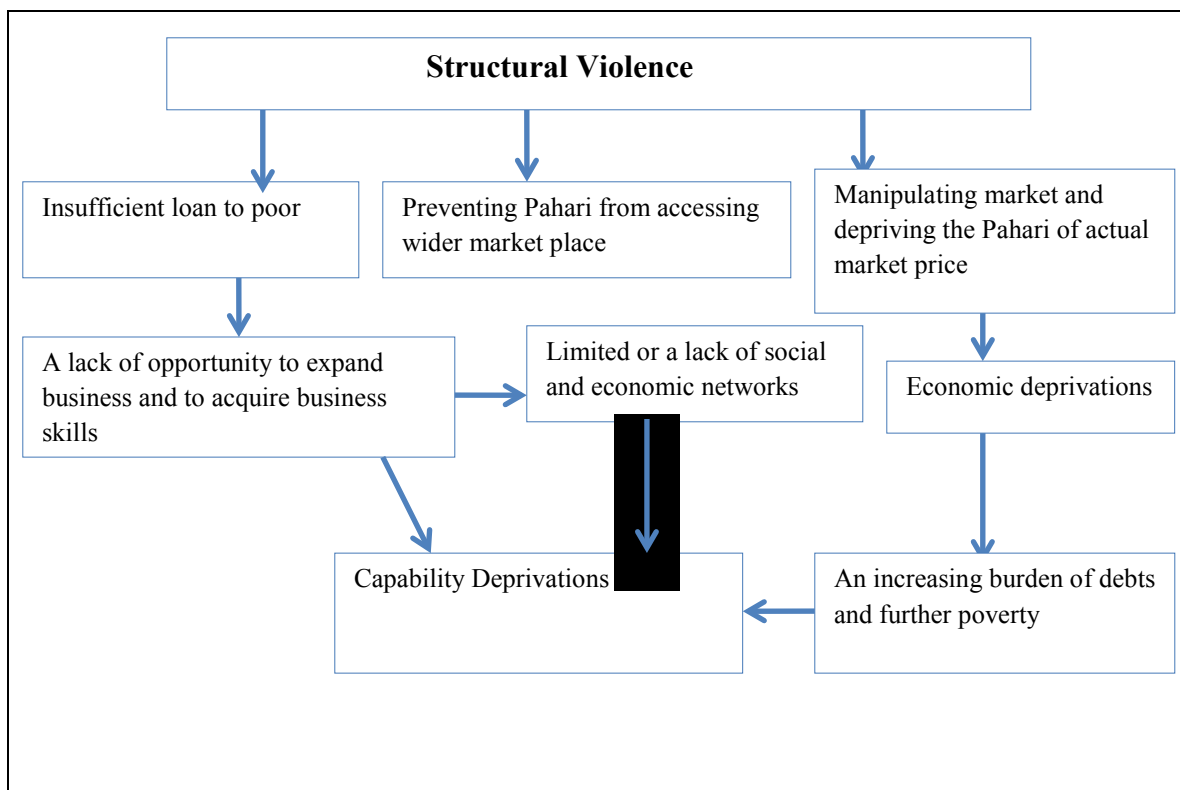 Structural Violence
Insufficient loan to poor
Preventing Pahari from accessing
wider market place
Manipulating market and
depriving the Pahari of actual
market price
A lack of opportunity to expand
business and to acquire business
skills
Limited or a lack of social
and economic networks
Economic deprivations
Capability Deprivations
An increasing burden of debts
and further poverty